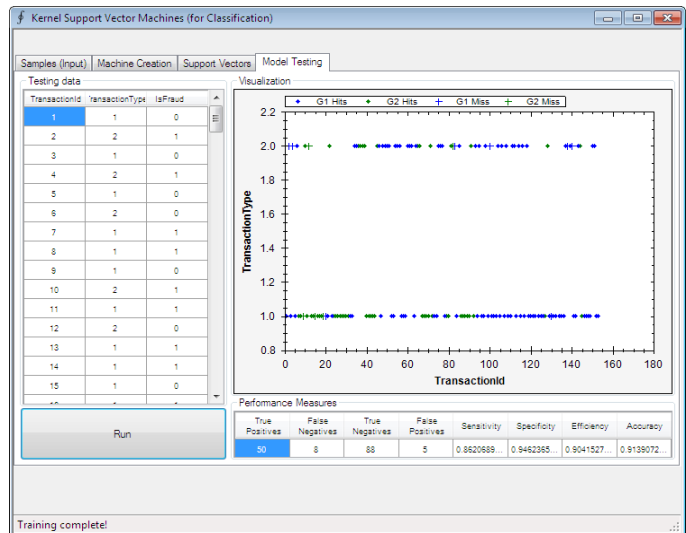 Kernel Support Vector Machines (for Classification)
Samples (Input) Machine Creation Support Vectors Model Testing
Testing data
TransactionId TransactionType IsFraud
1 1 0
2 2 1
3 1 0
4 2 1
5 1 0
6 2 0
7 1 1
8 1 1
9 1 0
10 2 1
11 1 1
12 2 0
13 1 1
14 1 1
15 1 0
Run
Visualization
G1 Hits G2 Hits G1 Miss G2 Miss
2.2
2.0
1.8
1.6
1.4
1.2
1.0
0.8
TransactionType
0 20 40 60 80 100 120 140 160 180
TransactionId
Performance Measures
True Positives False Negatives True Negatives False Positives Sensitivity Specificity Efficiency Accuracy
50 8 88 5 0.8620689... 0.9462365... 0.9041527... 0.9139072...
Training complete!